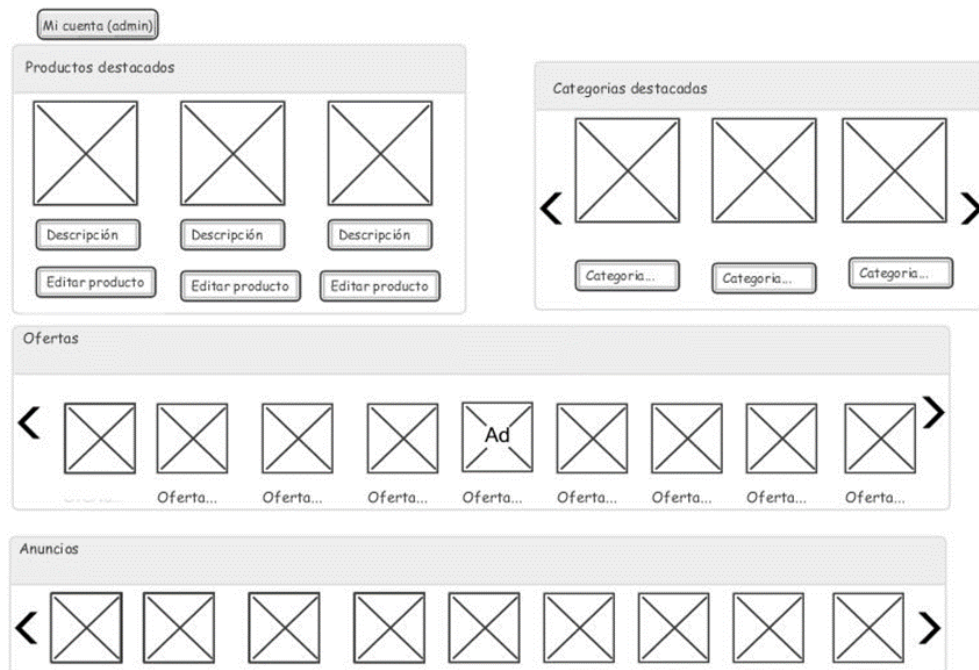 Mi cuenta (admin)
Productos destacados
Descripción Descripción Descripción
Editar producto Editar producto Editar producto
Categorias destacadas
Categoria... Categoria... Categoria...
Ofertas
Ad
Oferta... Oferta... Oferta... Oferta... Oferta... Oferta... Oferta... Oferta...
Anuncios